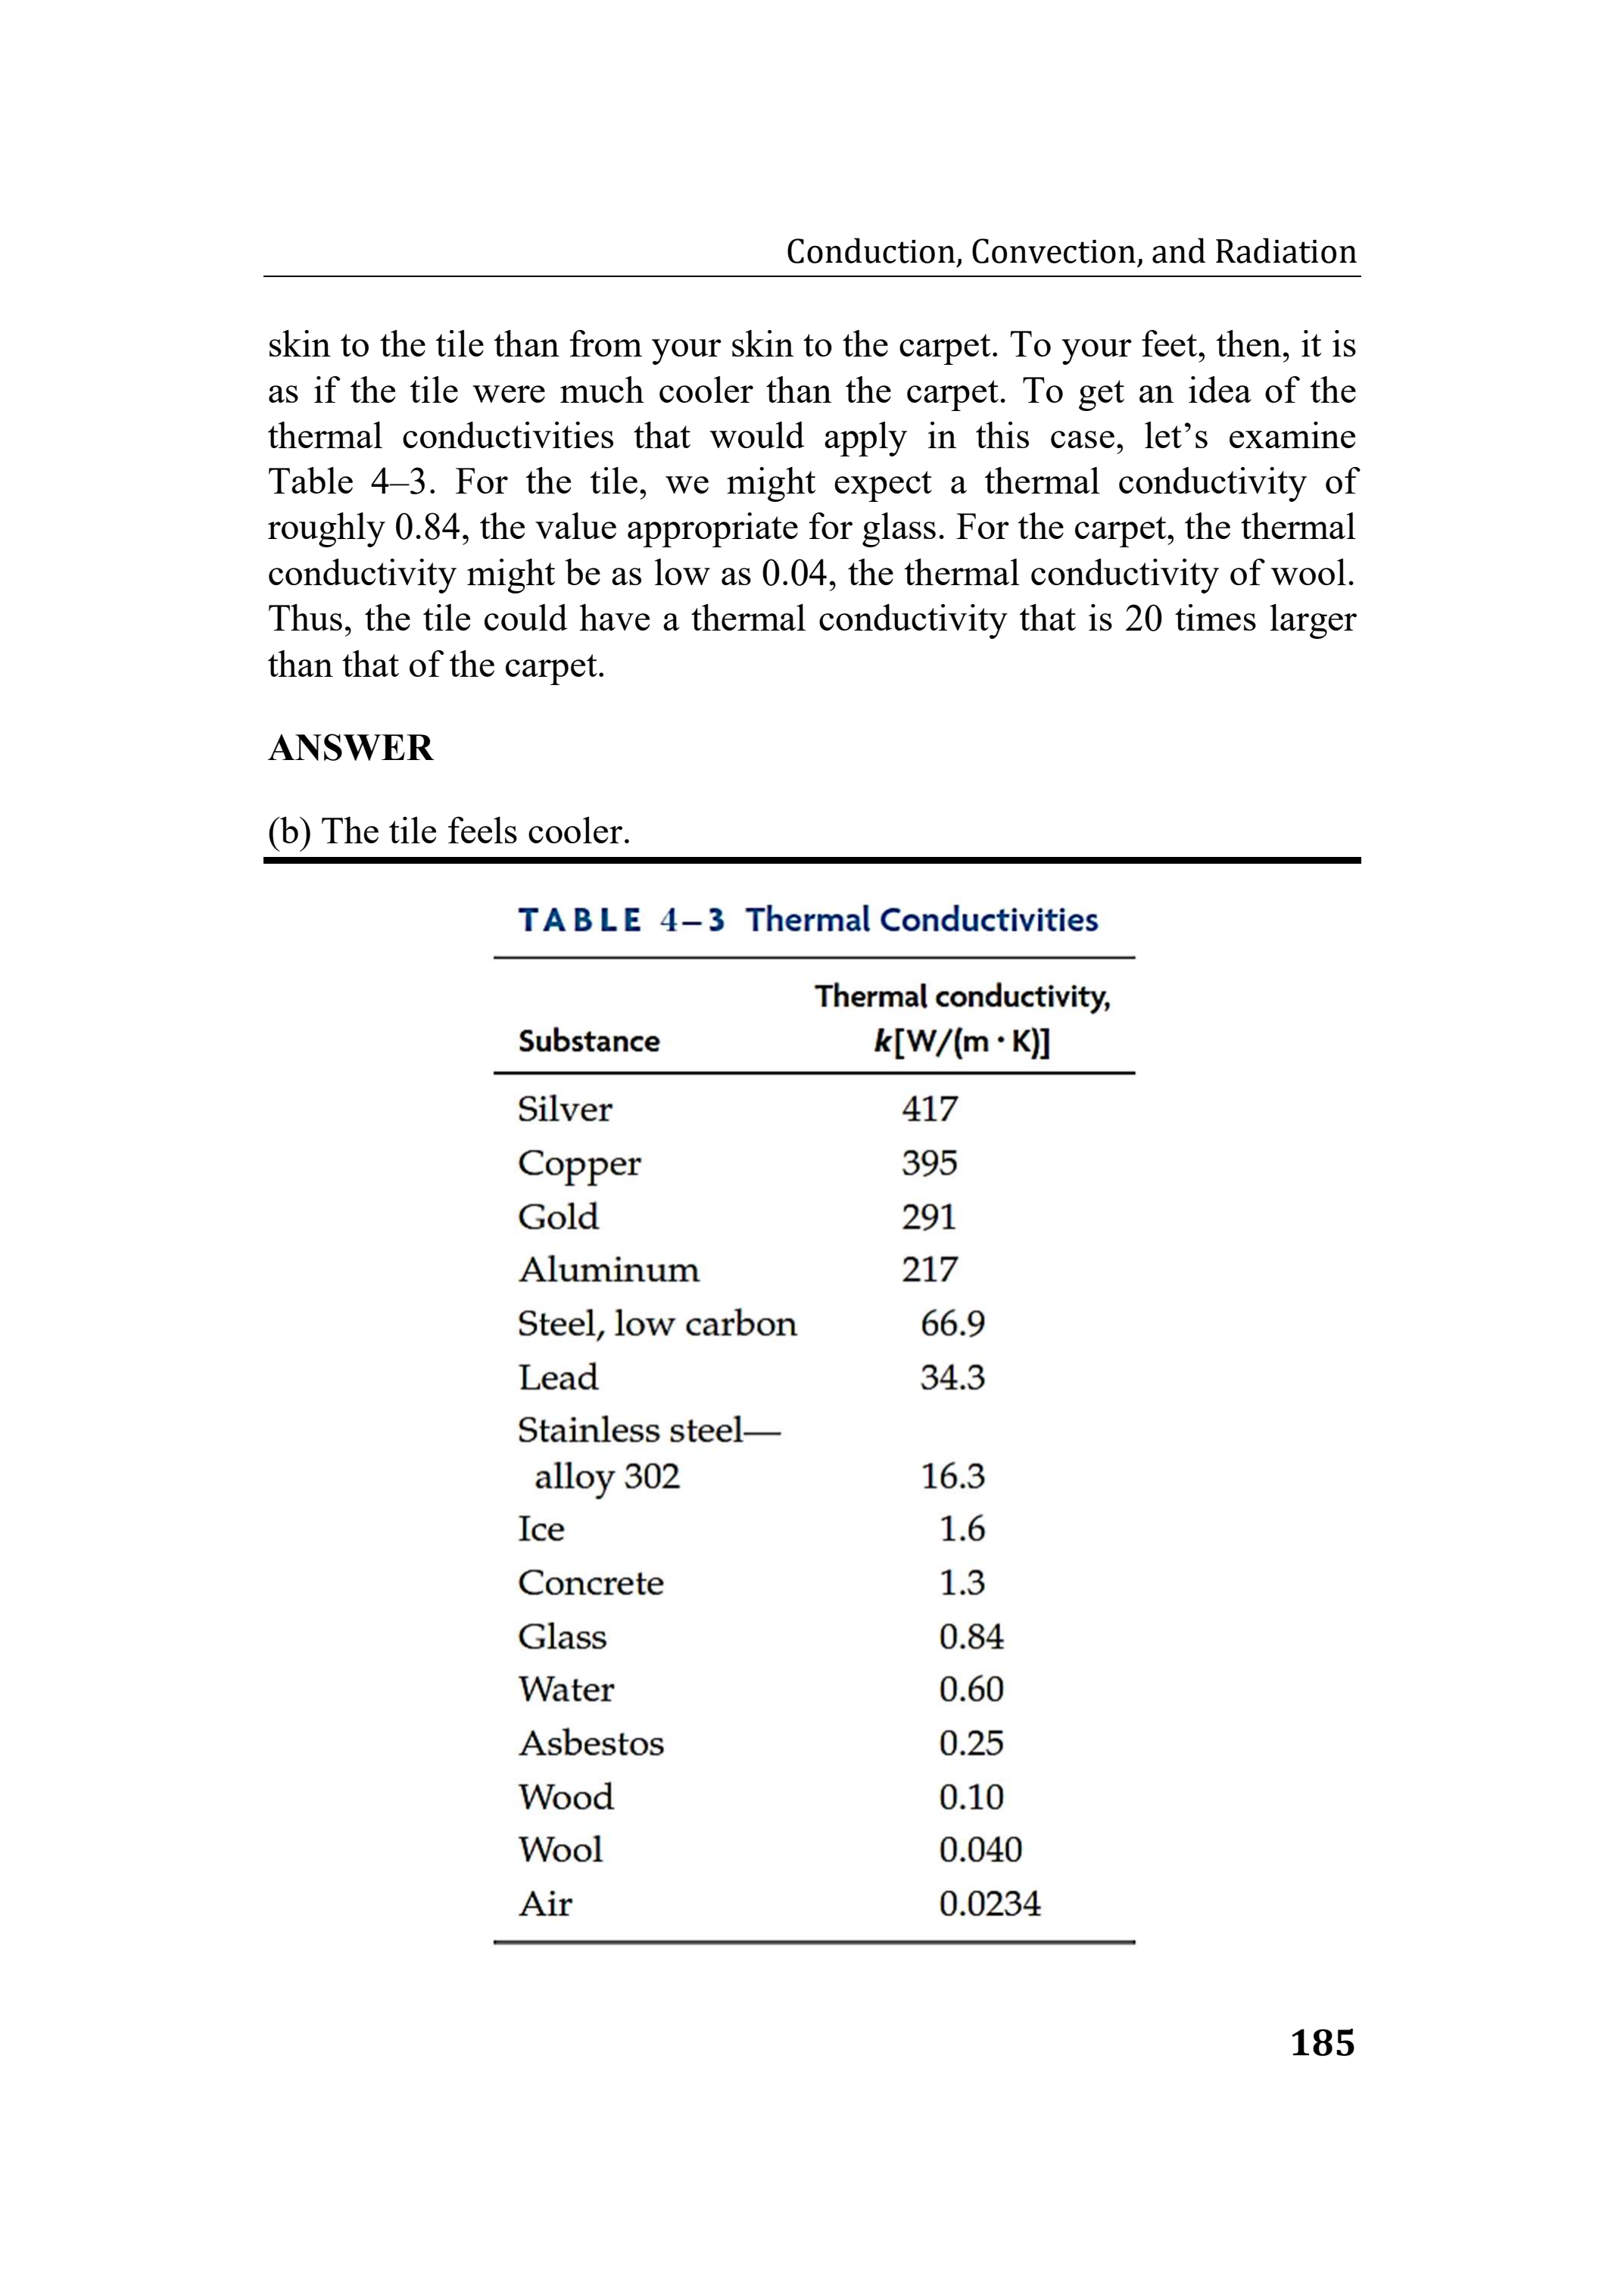 Conduction, Convection, and Radiation
skin to the tile than from your skin to the carpet. To your feet, then, it is
as if the tile were much cooler than the carpet. To get an idea of the
thermal conductivities that would apply in this case, let’s examine
Table 4–3. For the tile, we might expect a thermal conductivity of
roughly 0.84, the value appropriate for glass. For the carpet, the thermal
conductivity might be as low as 0.04, the thermal conductivity of wool.
Thus, the tile could have a thermal conductivity that is 20 times larger
than that of the carpet.
ANSWER
(b) The tile feels cooler.
TABLE 4–3 Thermal Conductivities
Thermal conductivity,
Substance k[W/(m · K)]
Silver 417
Copper 395
Gold 291
Aluminum 217
Steel, low carbon 66.9
Lead 34.3
Stainless steel—
alloy 302 16.3
Ice 1.6
Concrete 1.3
Glass 0.84
Water 0.60
Asbestos 0.25
Wood 0.10
Wool 0.040
Air 0.0234
185